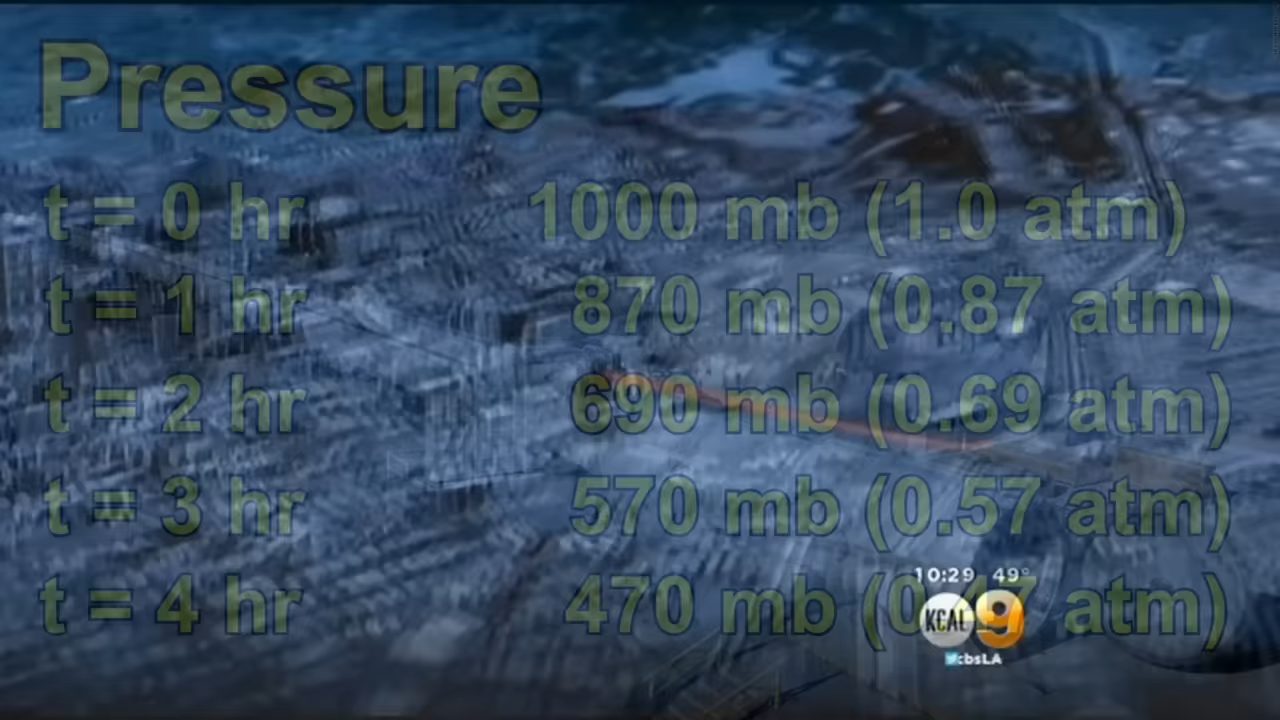 Pressure
t = 0 hr 1000 mb (1.0 atm)
t = 1 hr 870 mb (0.87 atm)
t = 2 hr 690 mb (0.69 atm)
t = 3 hr 570 mb (0.57 atm)
t = 4 hr 470 mb (0.47 atm)
10:29 49°
KCAL 9
cbsLA